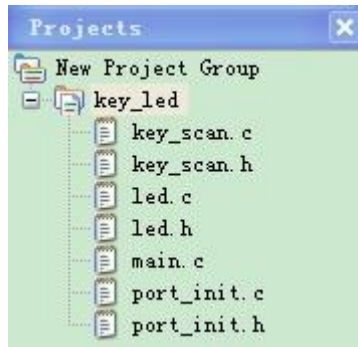 Projects
New Project Group
key_led
key_scan.c
key_scan.h
led.c
led.h
main.c
port_init.c
port_init.h